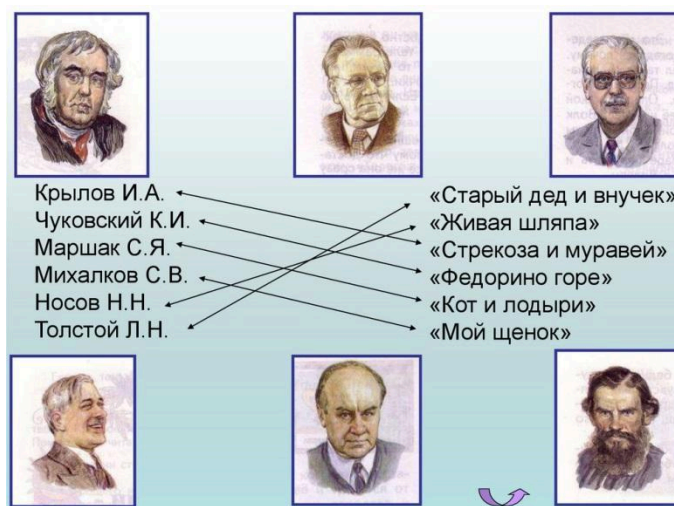 Крылов И.А.
Чуковский К.И.
Маршак С.Я.
Михалков С.В.
Носов Н.Н.
Толстой Л.Н.
«Старый дед и внучек»
«Живая шляпа»
«Стрекоза и муравей»
«Федорино горе»
«Кот и лодыри»
«Мой щенок»